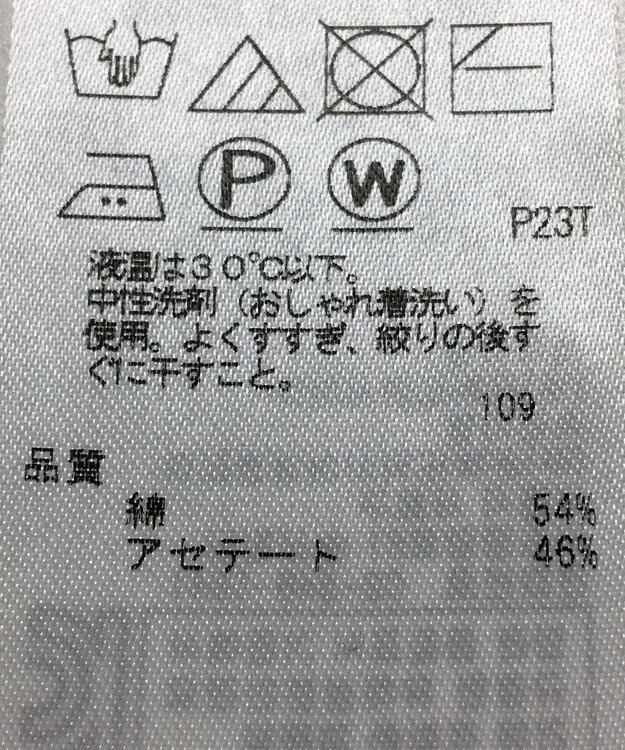 P W
P23T
液温は30℃以下。
中性洗剤（おしゃれ着洗い）を
使用。よくすすぎ、絞りの後す
ぐに干すこと。
109
品質
綿 54%
アセテート 46%